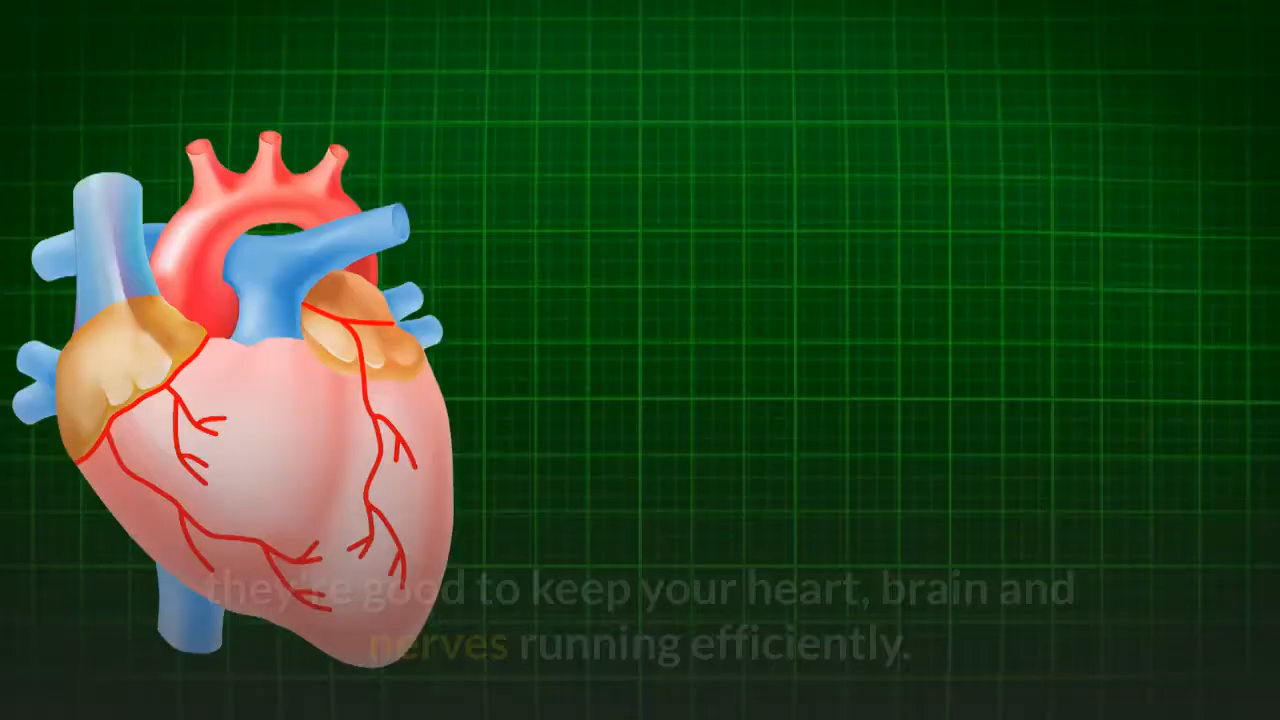 they're good to keep your heart, brain and
nerves running efficiently.